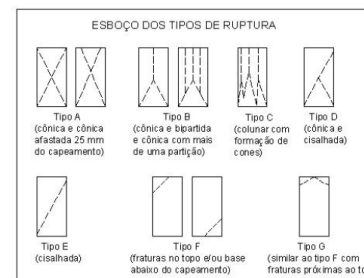 ESBOÇO DOS TIPOS DE RUPTURA
Tipo A
(cônica e cônica
afastada 25 mm
do capeamento)
Tipo B
(cônica e bipartida
e cônica com mais
de uma partição)
Tipo C
(colunar com
formação de
cones)
Tipo D
(cônica e
cisalhada)
Tipo E
(cisalhada)
Tipo F
(fraturas no topo e/ou base
abaixo do capeamento)
Tipo G
(similar ao tipo F com
fraturas próximas ao